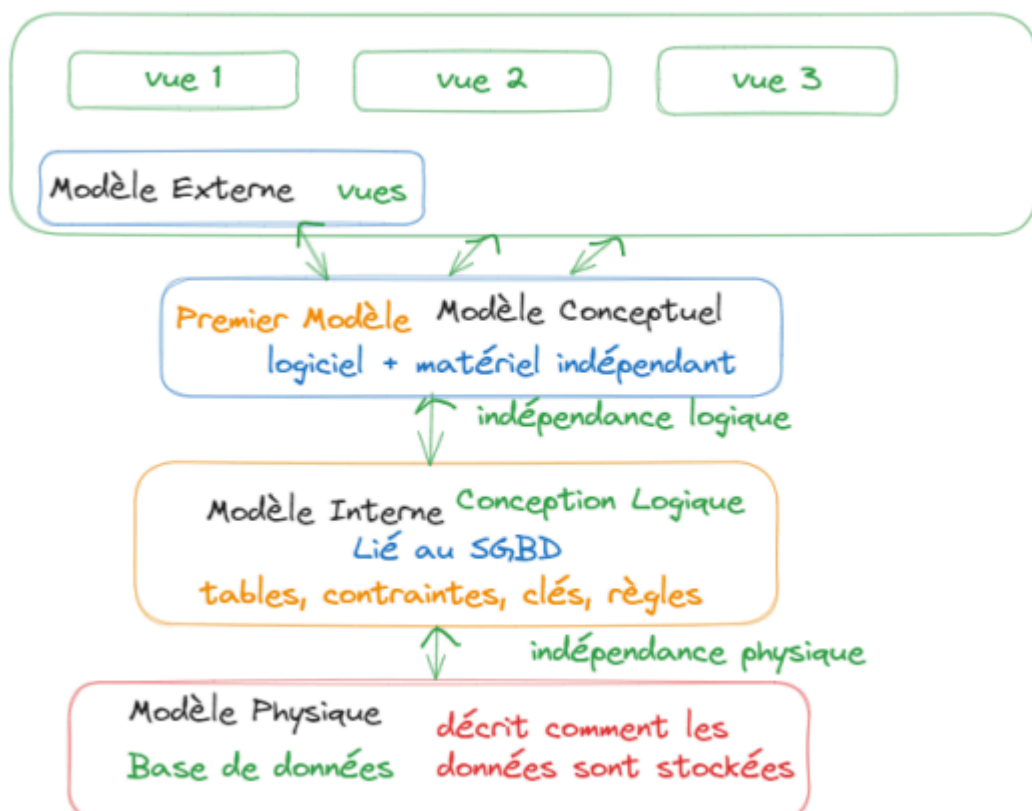 vue 1
vue 2
vue 3
Modèle Externe vues
Premier Modèle Modèle Conceptuel
logiciel + matériel indépendant
indépendance logique
Modèle Interne Conception Logique
Lié au SGBD
tables, contraintes, clés, règles
indépendance physique
Modèle Physique
Base de données
décrit comment les
données sont stockées